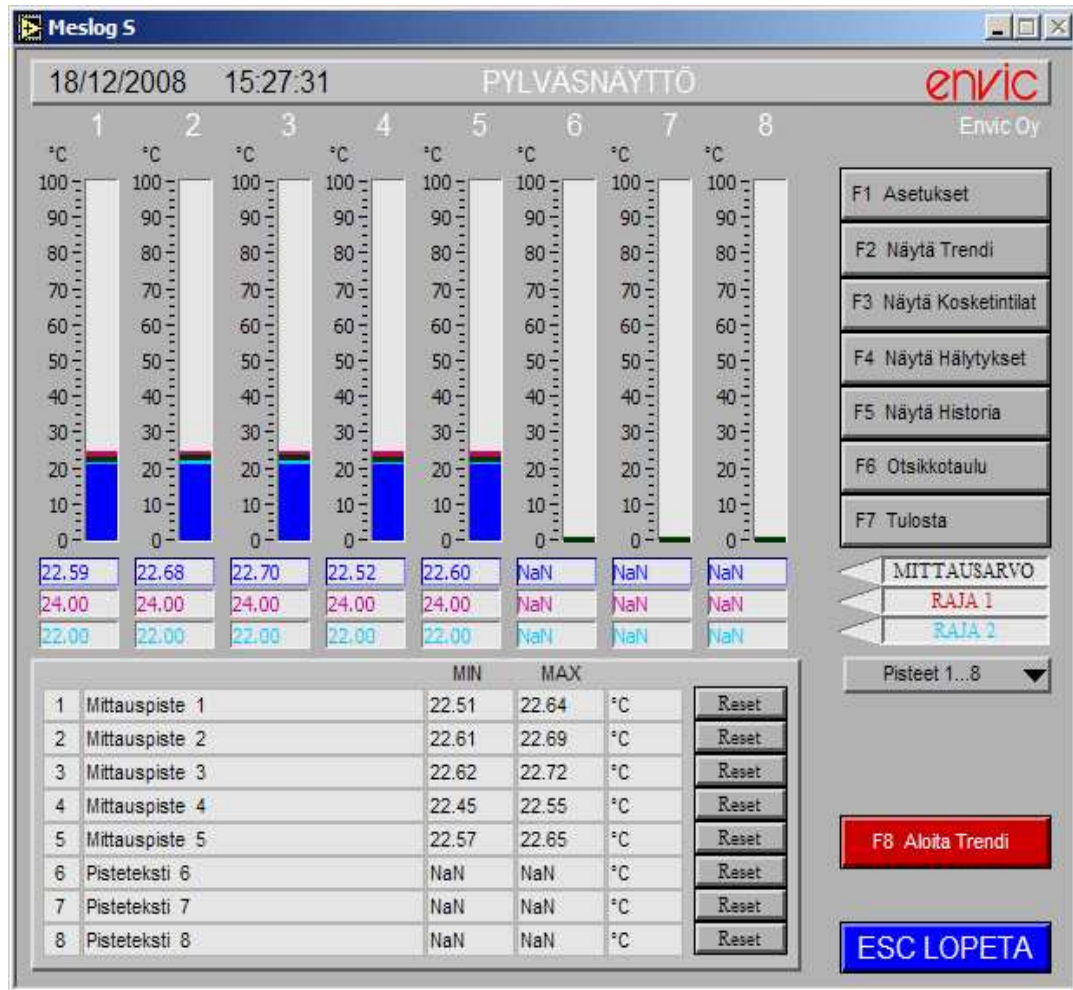 Meslog S
18/12/2008 15:27:31 PYLVÄSNÄYTTÖ envic
1 2 3 4 5 6 7 8 Envic Oy
°C °C °C °C °C °C °C °C
100 100 100 100 100 100 100 100
90 90 90 90 90 90 90 90
80 80 80 80 80 80 80 80
70 70 70 70 70 70 70 70
60 60 60 60 60 60 60 60
50 50 50 50 50 50 50 50
40 40 40 40 40 40 40 40
30 30 30 30 30 30 30 30
20 20 20 20 20 20 20 20
10 10 10 10 10 10 10 10
0 0 0 0 0 0 0 0
F1 Asetukset
F2 Näytä Trendi
F3 Näytä Kosketintilat
F4 Näytä Hälytykset
F5 Näytä Historia
F6 Otsikkotaulu
F7 Tulosta
22.59 22.68 22.70 22.52 22.60 NaN NaN NaN MITTAUSARVO
24.00 24.00 24.00 24.00 24.00 NaN NaN NaN RAJA 1
22.00 22.00 22.00 22.00 22.00 NaN NaN NaN RAJA 2
Pisteet 1...8
MIN MAX
1 Mittauspiste 1 22.51 22.64 °C Reset
2 Mittauspiste 2 22.61 22.69 °C Reset
3 Mittauspiste 3 22.62 22.72 °C Reset
4 Mittauspiste 4 22.45 22.55 °C Reset
5 Mittauspiste 5 22.57 22.65 °C Reset
6 Pisteteksti 6 NaN NaN °C Reset
7 Pisteteksti 7 NaN NaN °C Reset
8 Pisteteksti 8 NaN NaN °C Reset
F8 Aloita Trendi
ESC LOPETA